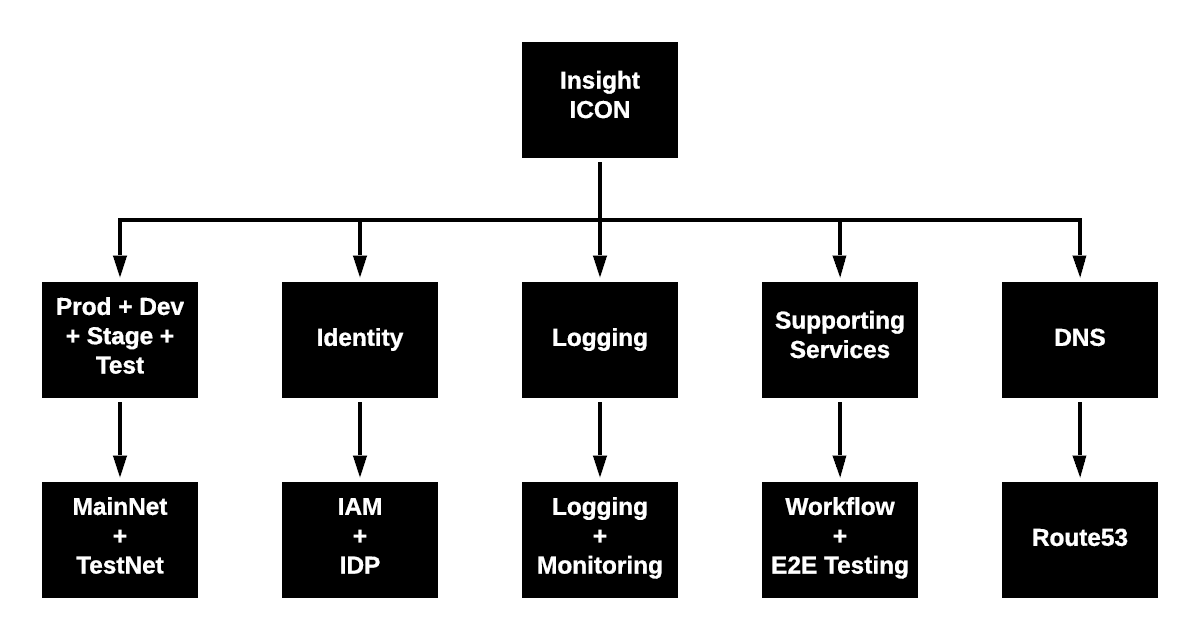 Insight
ICON
Prod + Dev
+ Stage +
Test
Identity
Logging
Supporting
Services
DNS
MainNet
+
TestNet
IAM
+
IDP
Logging
+
Monitoring
Workflow
+
E2E Testing
Route53